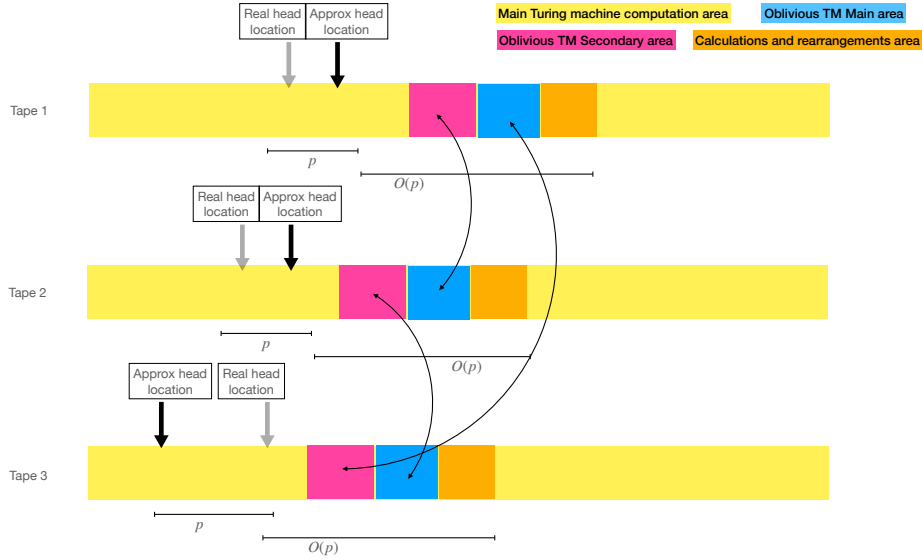 Real head
location
Approx head
location
Main Turing machine computation area
Oblivious TM Main area
Oblivious TM Secondary area
Calculations and rearrangements area
Tape 1
p
O(p)
Real head
location
Approx head
location
Tape 2
p
O(p)
Approx head
location
Real head
location
Tape 3
p
O(p)